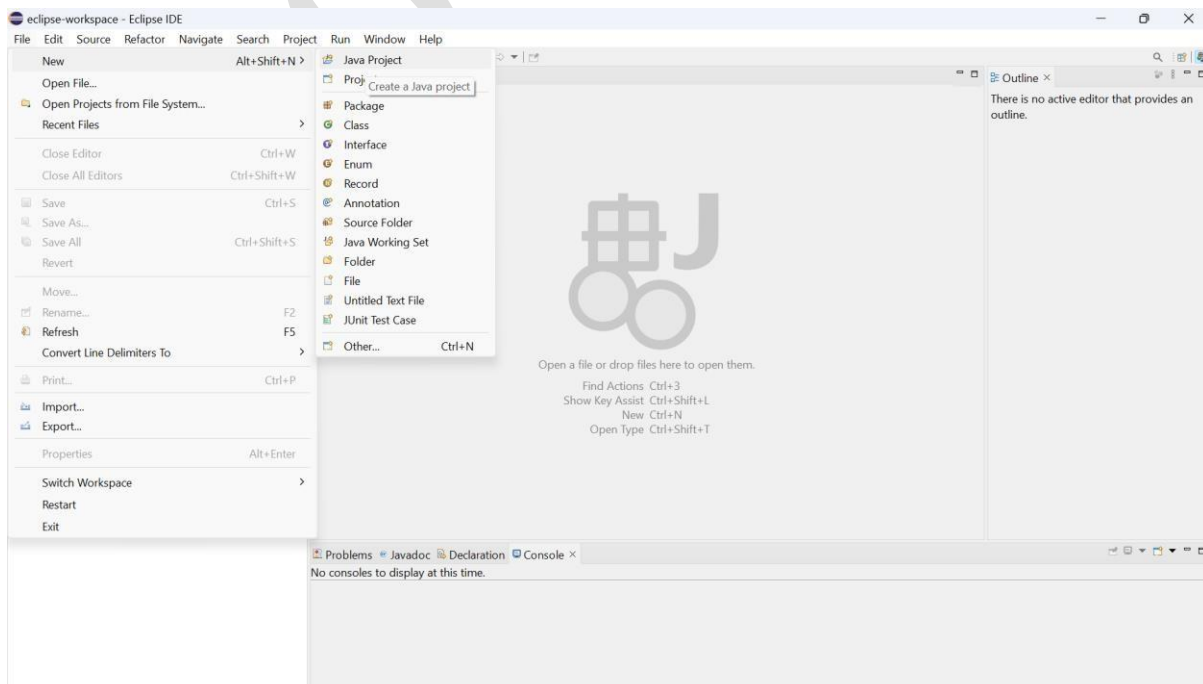 eclipse-workspace - Eclipse IDE
File Edit Source Refactor Navigate Search Project Run Window Help
New Alt+Shift+N >
Open File...
Open Projects from File System...
Recent Files >
Close Editor Ctrl+W
Close All Editors Ctrl+Shift+W
Save Ctrl+S
Save As...
Save All Ctrl+Shift+S
Revert
Move...
Rename... F2
Refresh F5
Convert Line Delimiters To >
Print... Ctrl+P
Import...
Export...
Properties Alt+Enter
Switch Workspace >
Restart
Exit
Java Project
Create a Java project
Package
Class
Interface
Enum
Record
Annotation
Source Folder
Java Working Set
Folder
File
Untitled Text File
JUnit Test Case
Other... Ctrl+N
Open a file or drop files here to open them.
Find Actions Ctrl+3
Show Key Assist Ctrl+Shift+L
New Ctrl+N
Open Type Ctrl+Shift+T
Outline ×
There is no active editor that provides an
outline.
Problems Javadoc Declaration Console ×
No consoles to display at this time.